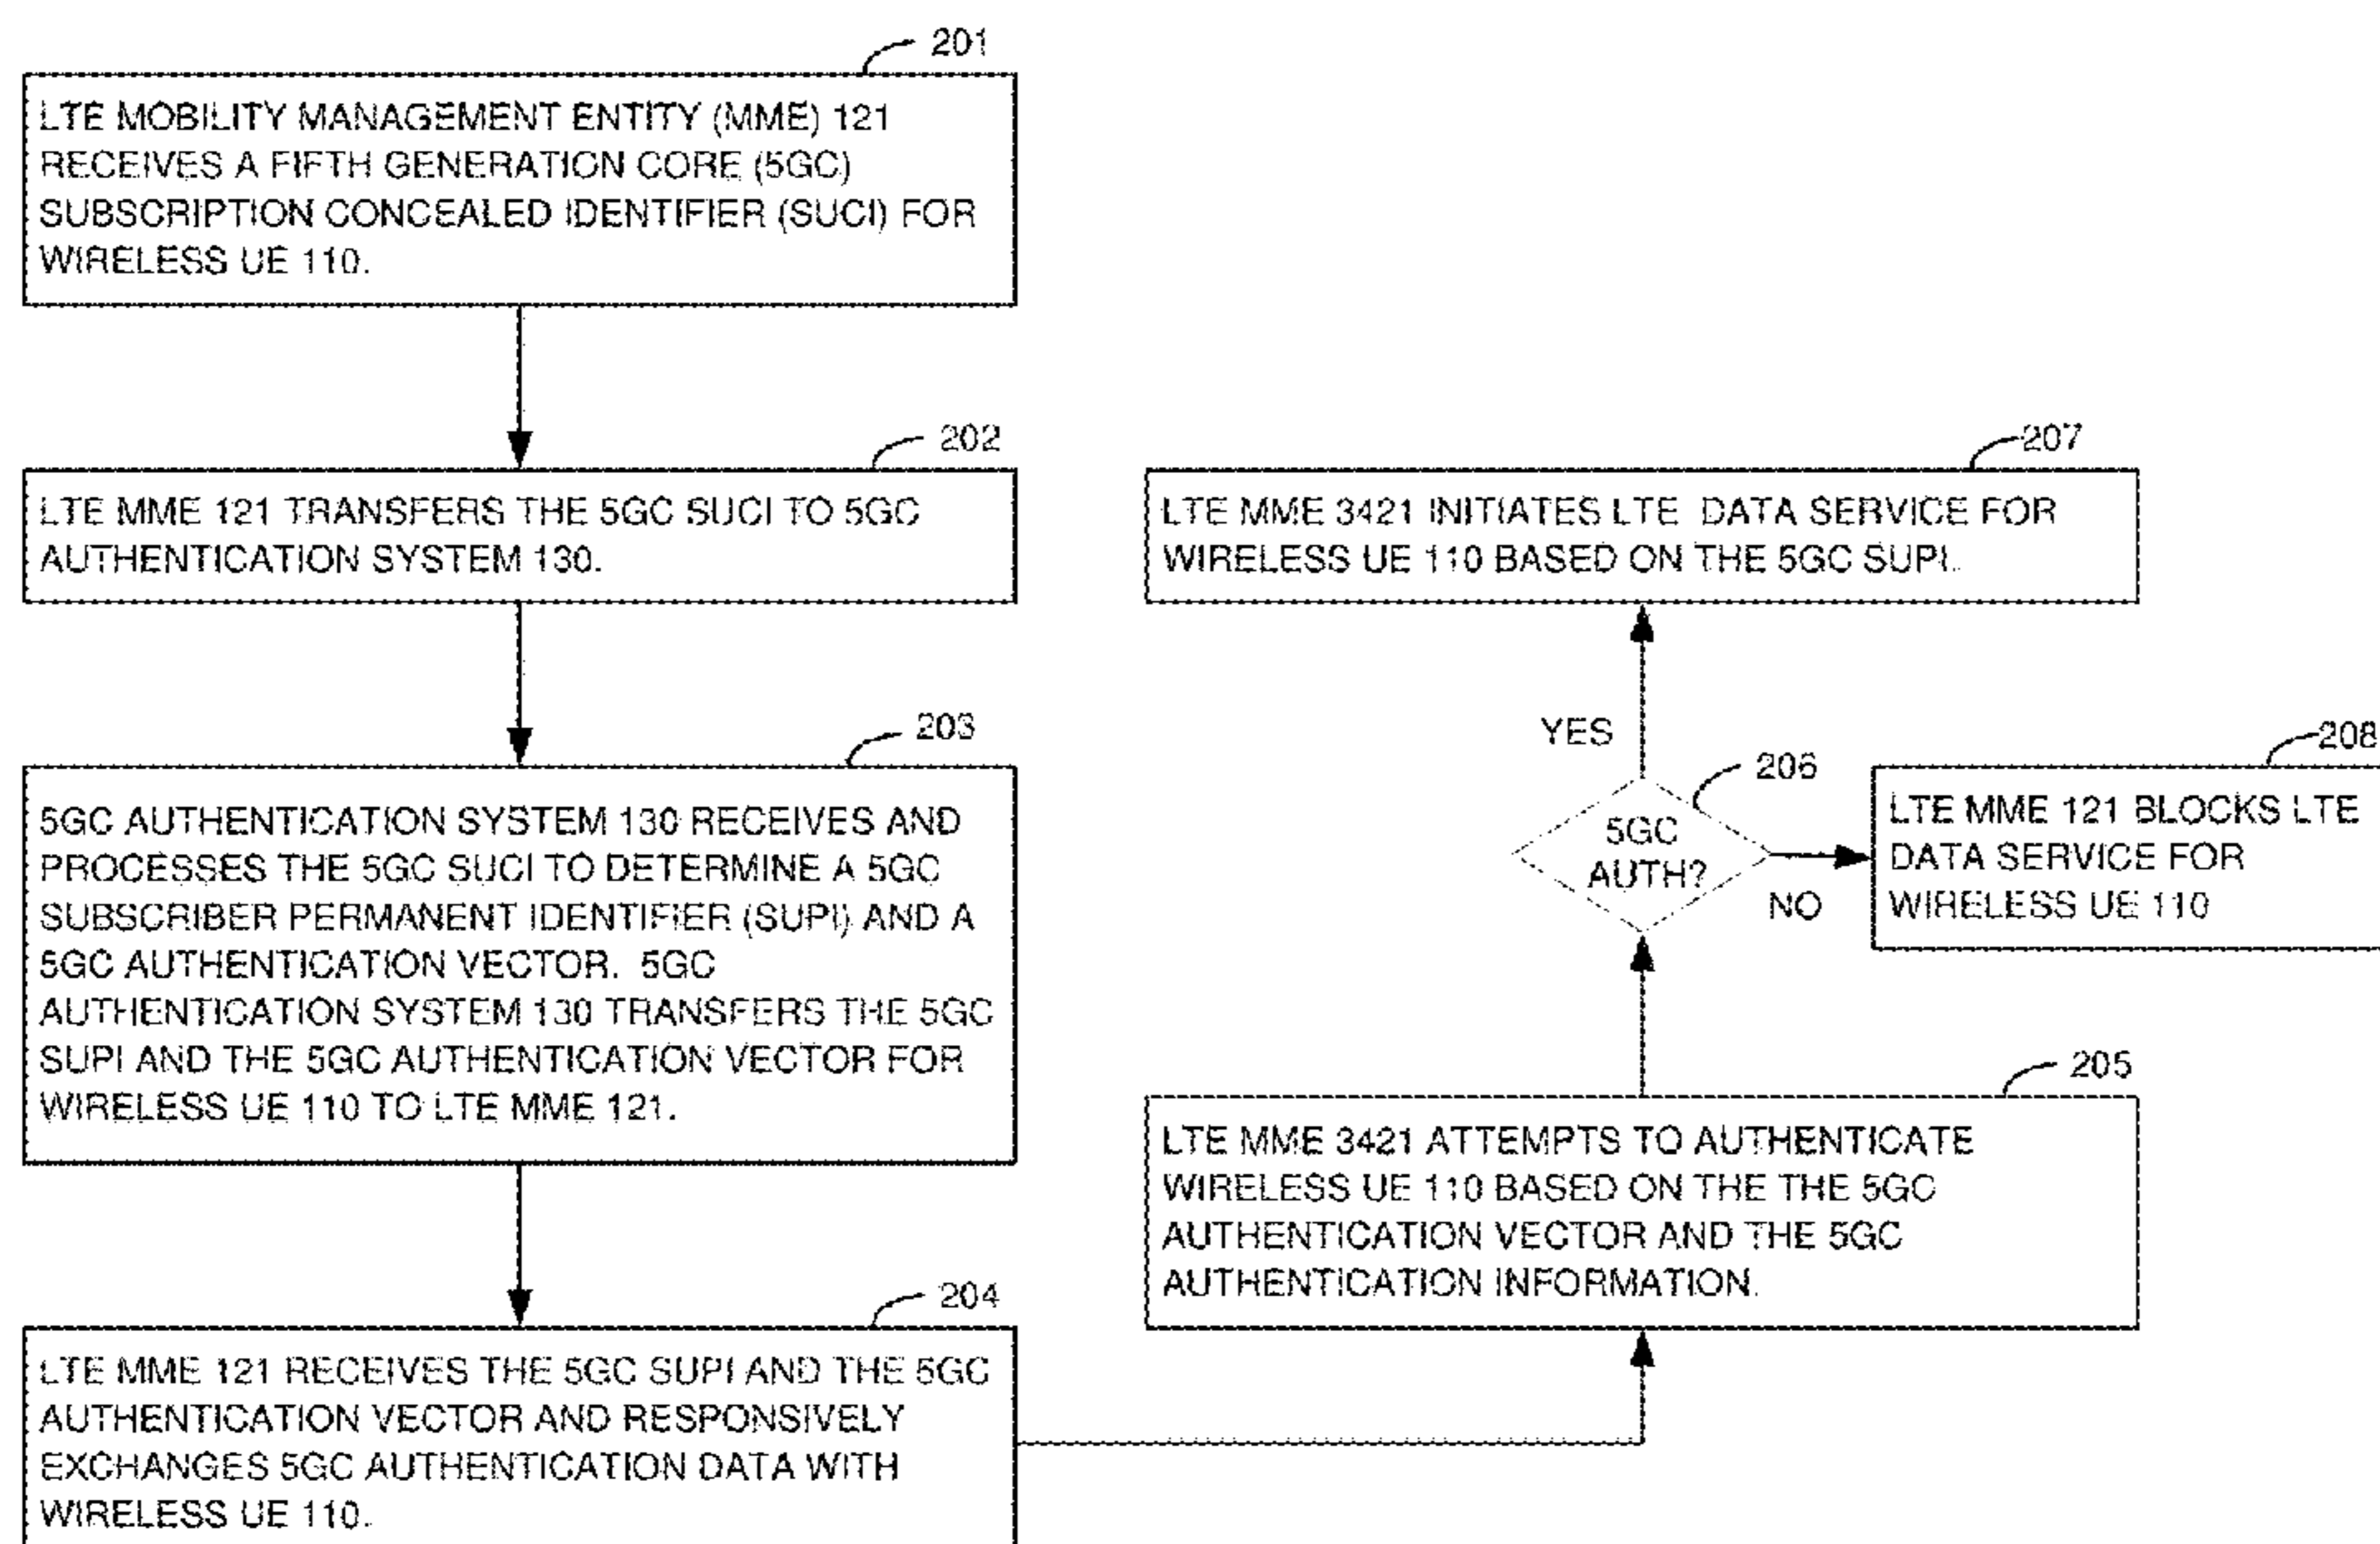 201
LTE MOBILITY MANAGEMENT ENTITY (MME) 121
RECEIVES A FIFTH GENERATION CORE (5GC)
SUBSCRIPTION CONCEALED IDENTIFIER (SUCI) FOR
WIRELESS UE 110.
202
LTE MME 121 TRANSFERS THE 5GC SUCI TO 5GC
AUTHENTICATION SYSTEM 130.
203
5GC AUTHENTICATION SYSTEM 130 RECEIVES AND
PROCESSES THE 5GC SUCI TO DETERMINE A 5GC
SUBSCRIBER PERMANENT IDENTIFIER (SUPI) AND A
5GC AUTHENTICATION VECTOR. 5GC
AUTHENTICATION SYSTEM 130 TRANSFERS THE 5GC
SUPI AND THE 5GC AUTHENTICATION VECTOR FOR
WIRELESS UE 110 TO LTE MME 121.
204
LTE MME 121 RECEIVES THE 5GC SUPI AND THE 5GC
AUTHENTICATION VECTOR AND RESPONSIVELY
EXCHANGES 5GC AUTHENTICATION DATA WITH
WIRELESS UE 110.
205
LTE MME 3421 ATTEMPTS TO AUTHENTICATE
WIRELESS UE 110 BASED ON THE THE 5GC
AUTHENTICATION VECTOR AND THE 5GC
AUTHENTICATION INFORMATION.
206
5GC
AUTH?
YES
NO
207
LTE MME 3421 INITIATES LTE DATA SERVICE FOR
WIRELESS UE 110 BASED ON THE 5GC SUPI.
208
LTE MME 121 BLOCKS LTE
DATA SERVICE FOR
WIRELESS UE 110